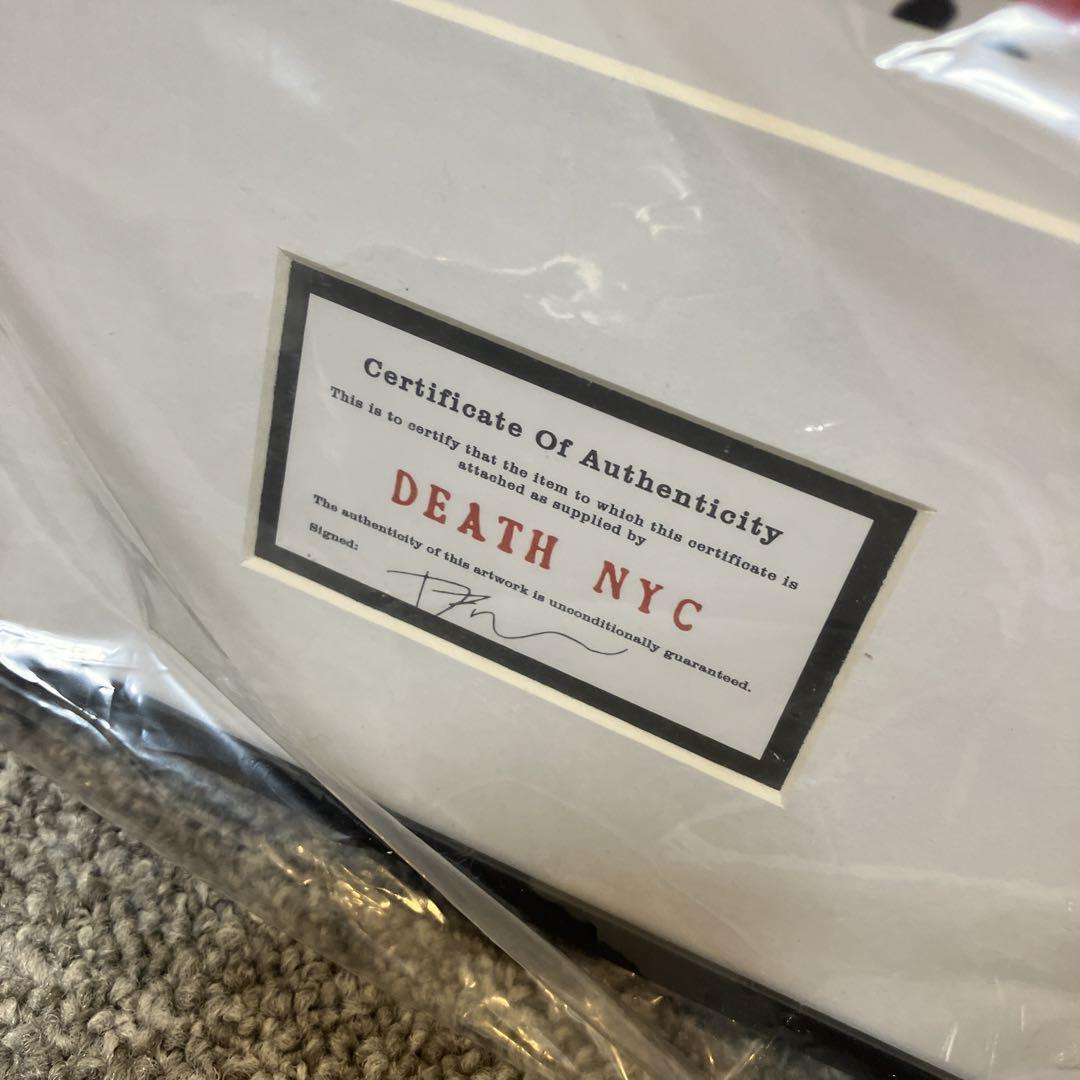 Certificate Of Authenticity
This is to certify that the item to which this certificate is
attached as supplied by
DEATH NYC
The authenticity of this artwork is unconditionally guaranteed.
Signed: